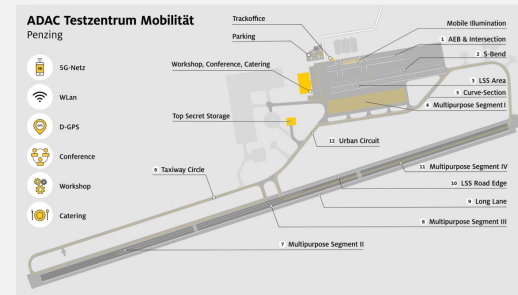 ADAC Testzentrum Mobilität
Penzing
5G-Netz
WLan
D-GPS
Conference
Workshop
Catering
Trackoffice
Parking
Workshop, Conference, Catering
Top Secret Storage
6 Taxiway Circle
Mobile Illumination
1 AEB & Intersection
2 S-Bend
3 LSS Area
5 Curve-Section
4 Multipurpose Segment I
12 Urban Circuit
11 Multipurpose Segment IV
10 LSS Road Edge
9 Long Lane
8 Multipurpose Segment III
7 Multipurpose Segment II